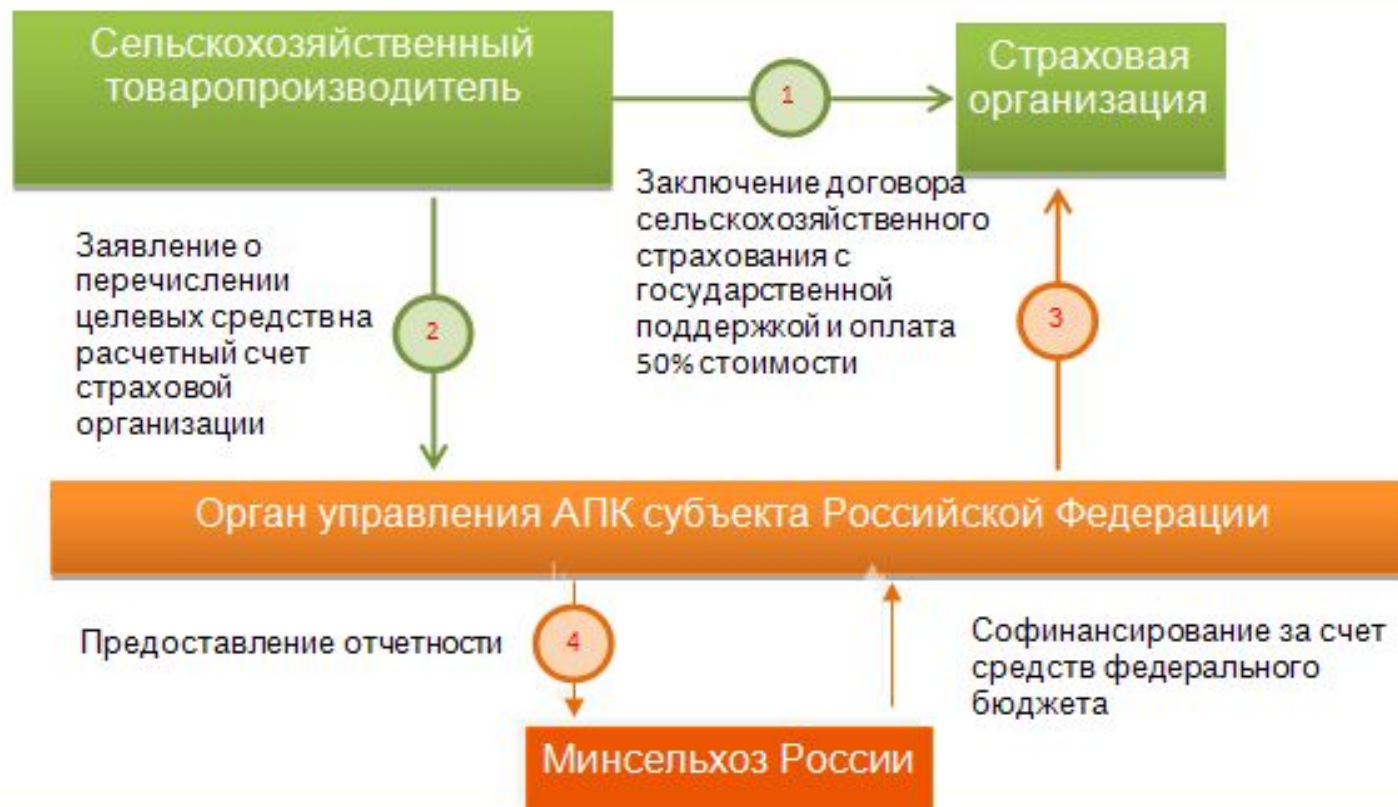 Сельскохозяйственный
товаропроизводитель
1
Страховая
организация
Заключение договора
сельскохозяйственного
страхования с
государственной
поддержкой и оплата
50% стоимости
Заявление о
перечислении
целевых средств на
расчетный счет
страховой
организации
2
3
Орган управления АПК субъекта Российской Федерации
Предоставление отчетности
4
Софинансирование за счет
средств федерального
бюджета
Минсельхоз России